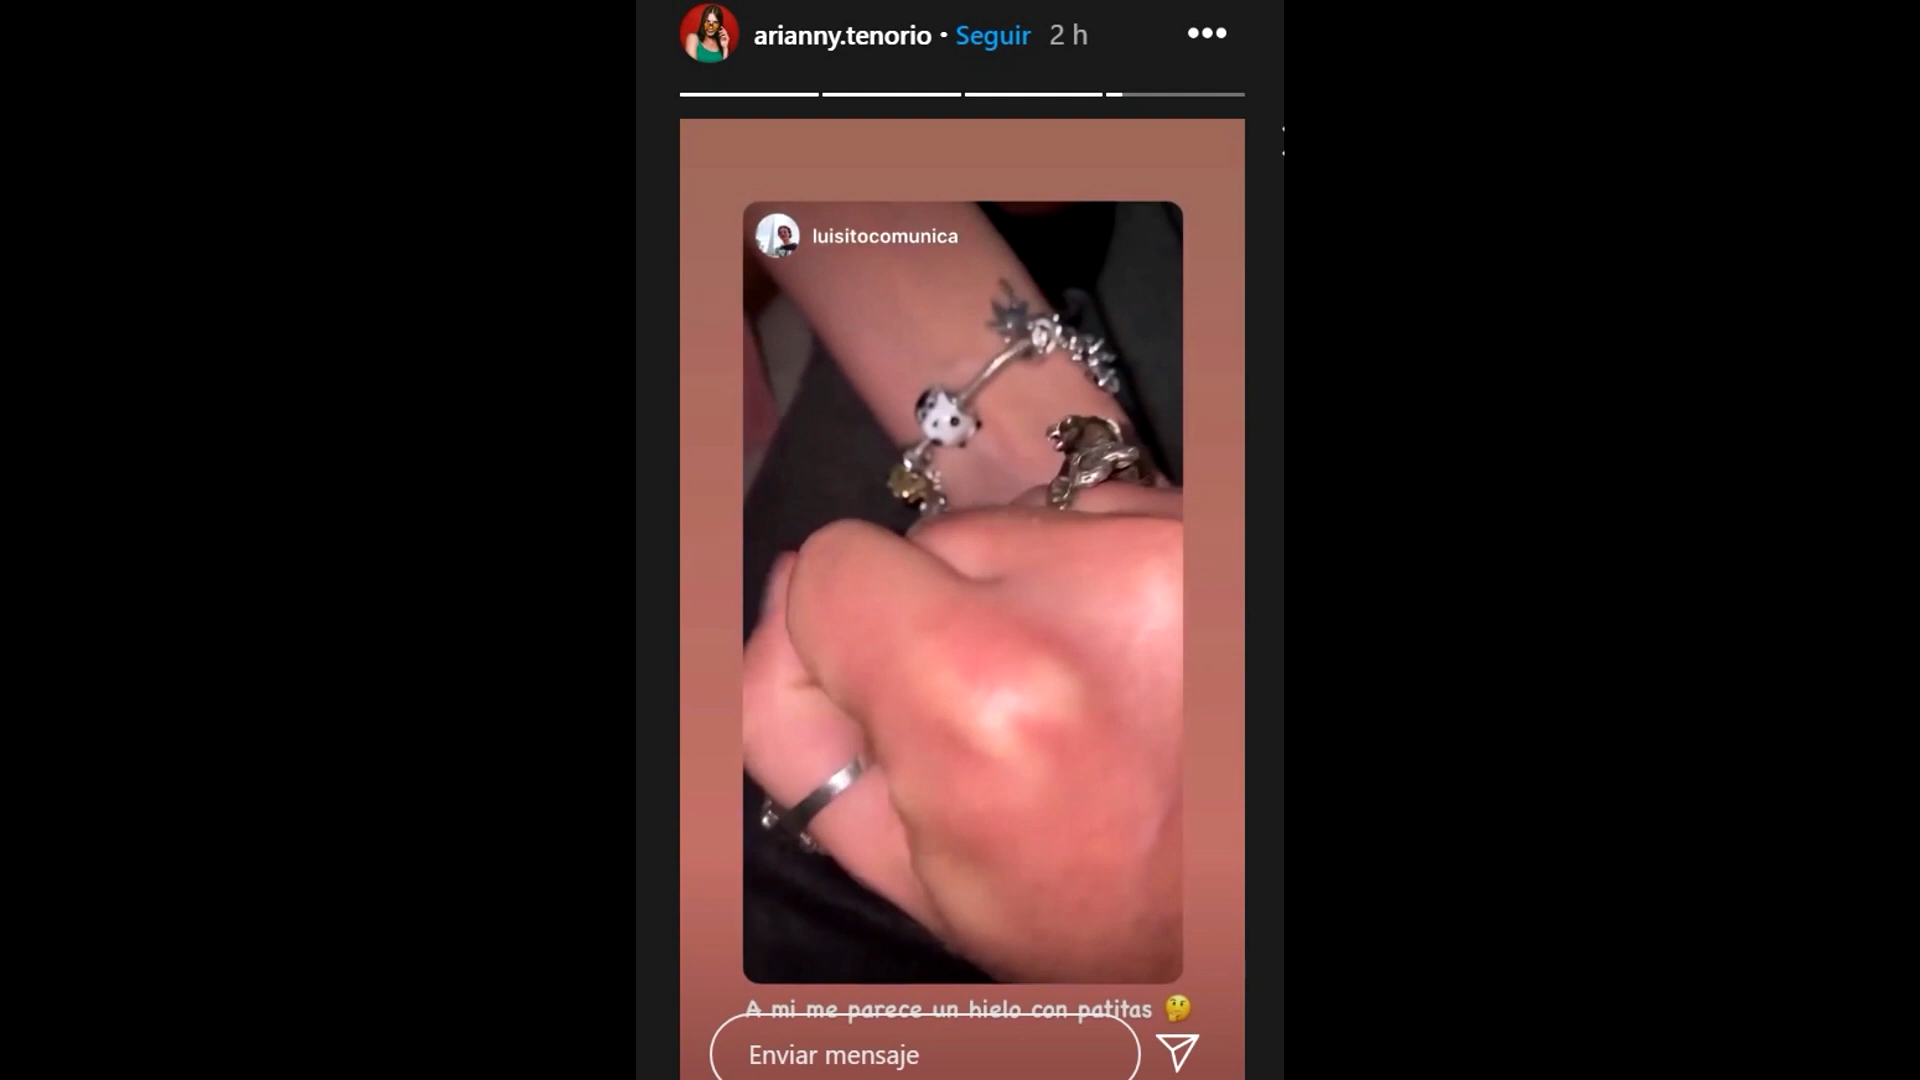 arianny.tenorio • Seguir 2 h
luisitocomunica
A mi me parece un hielo con patitas 🤔
Enviar mensaje